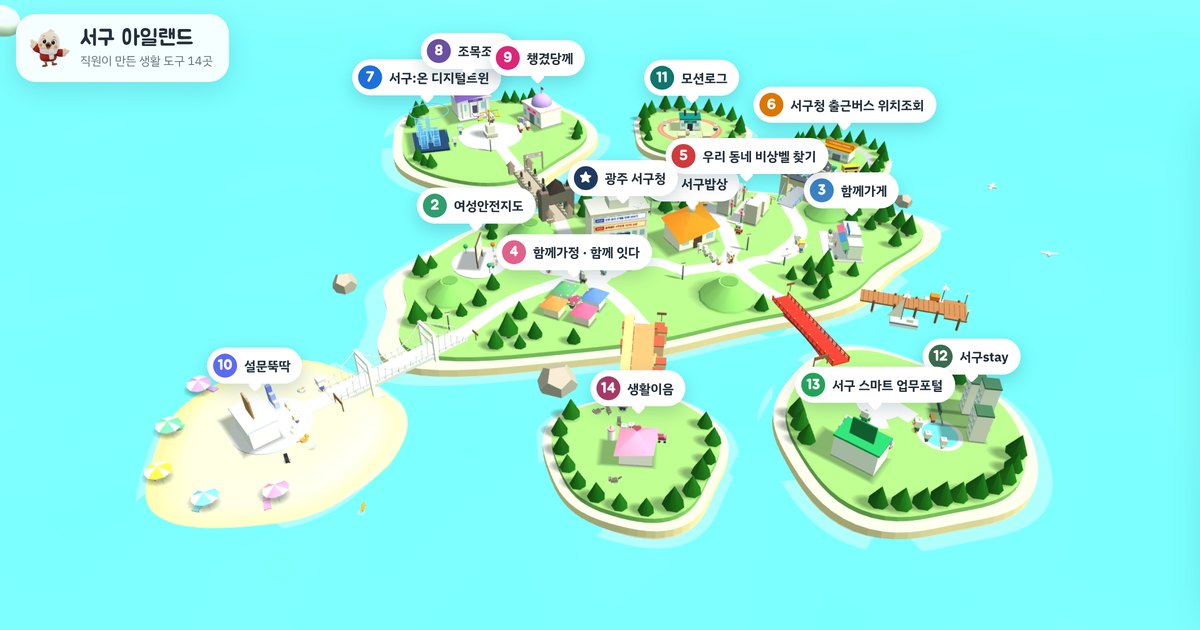 서구 아일랜드
직원이 만든 생활 도구 14곳
8 조목조
9 챙겼당께
7 서구:온 디지털트윈
11 모션로그
6 서구청 출근버스 위치조회
5 우리 동네 비상벨 찾기
광주 서구청
서구밥상
3 함께가게
2 여성안전지도
4 함께가정 · 함께 잇다
10 설문뚝딱
12 서구stay
13 서구 스마트 업무포털
14 생활이음